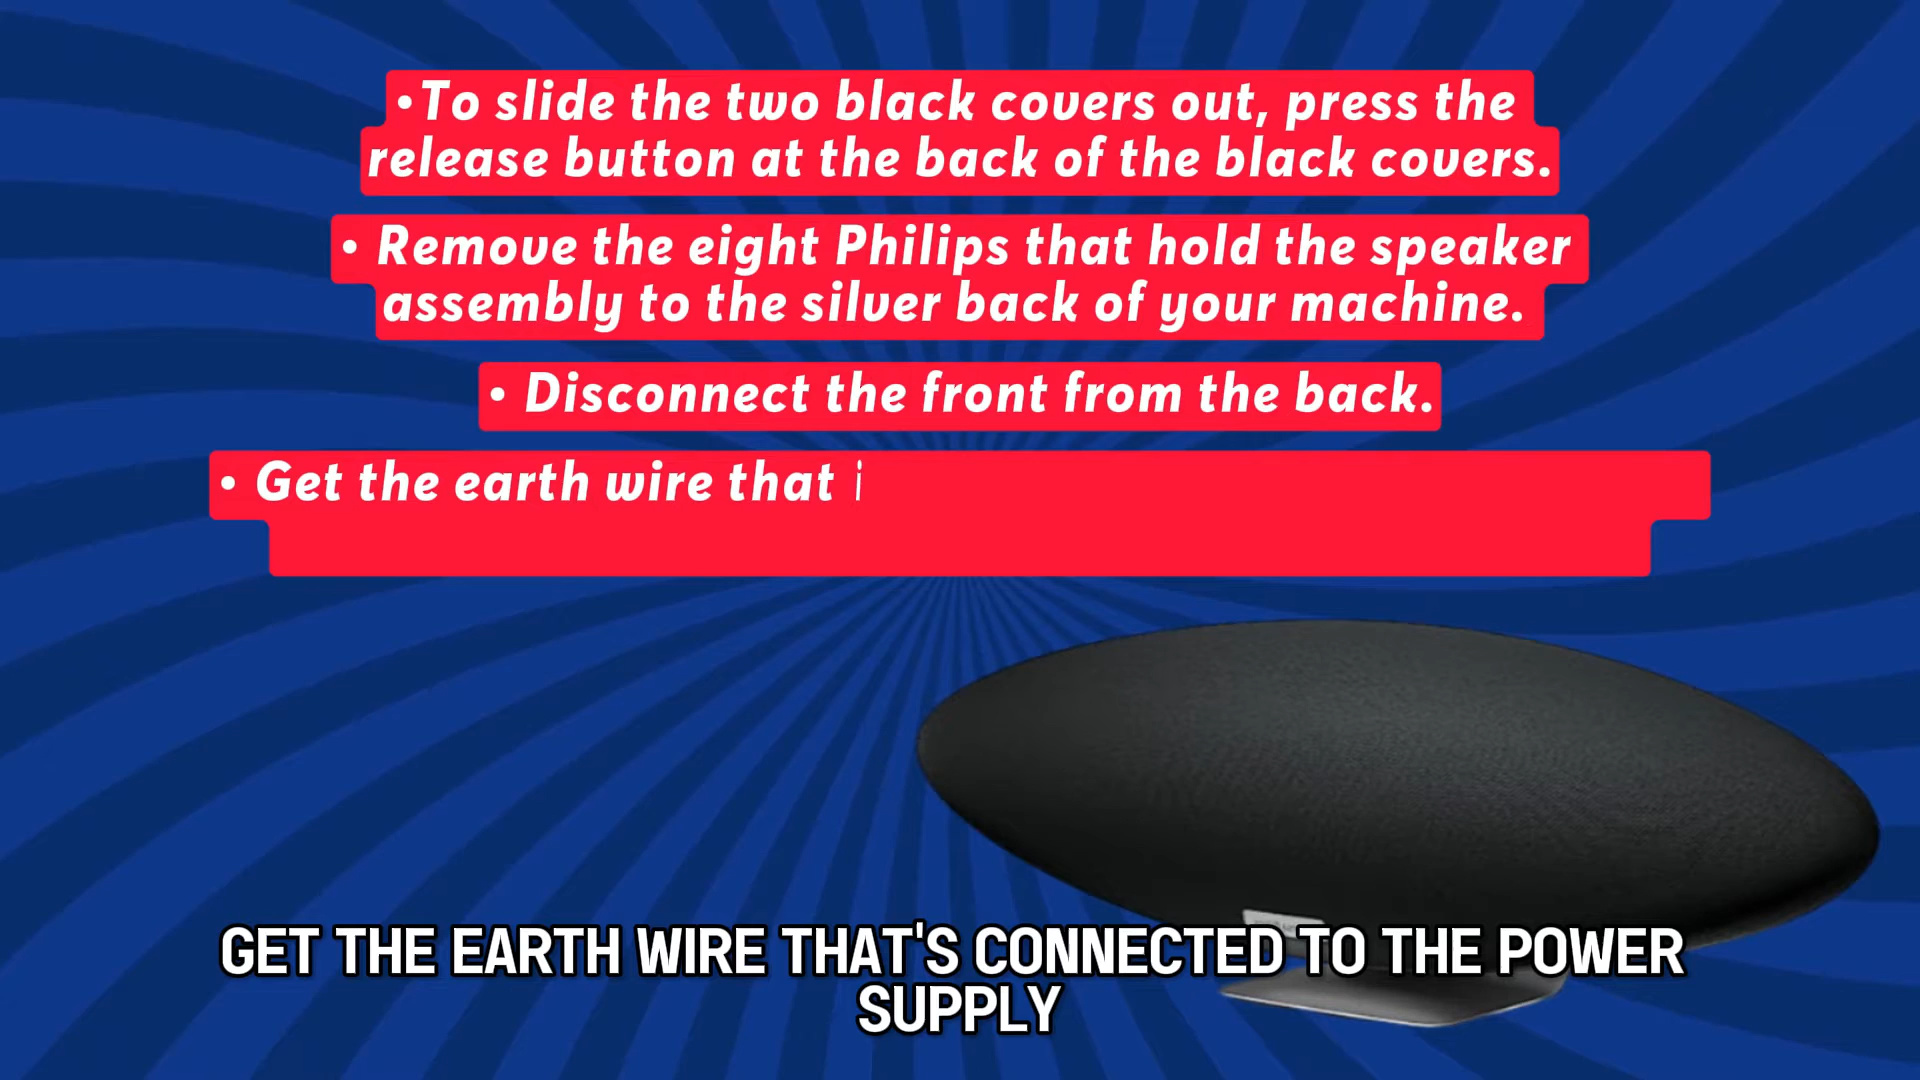 •To slide the two black covers out, press the
release button at the back of the black covers.
• Remove the eight Philips that hold the speaker
assembly to the silver back of your machine.
• Disconnect the front from the back.
• Get the earth wire that i
GET THE EARTH WIRE THAT'S CONNECTED TO THE POWER
SUPPLY